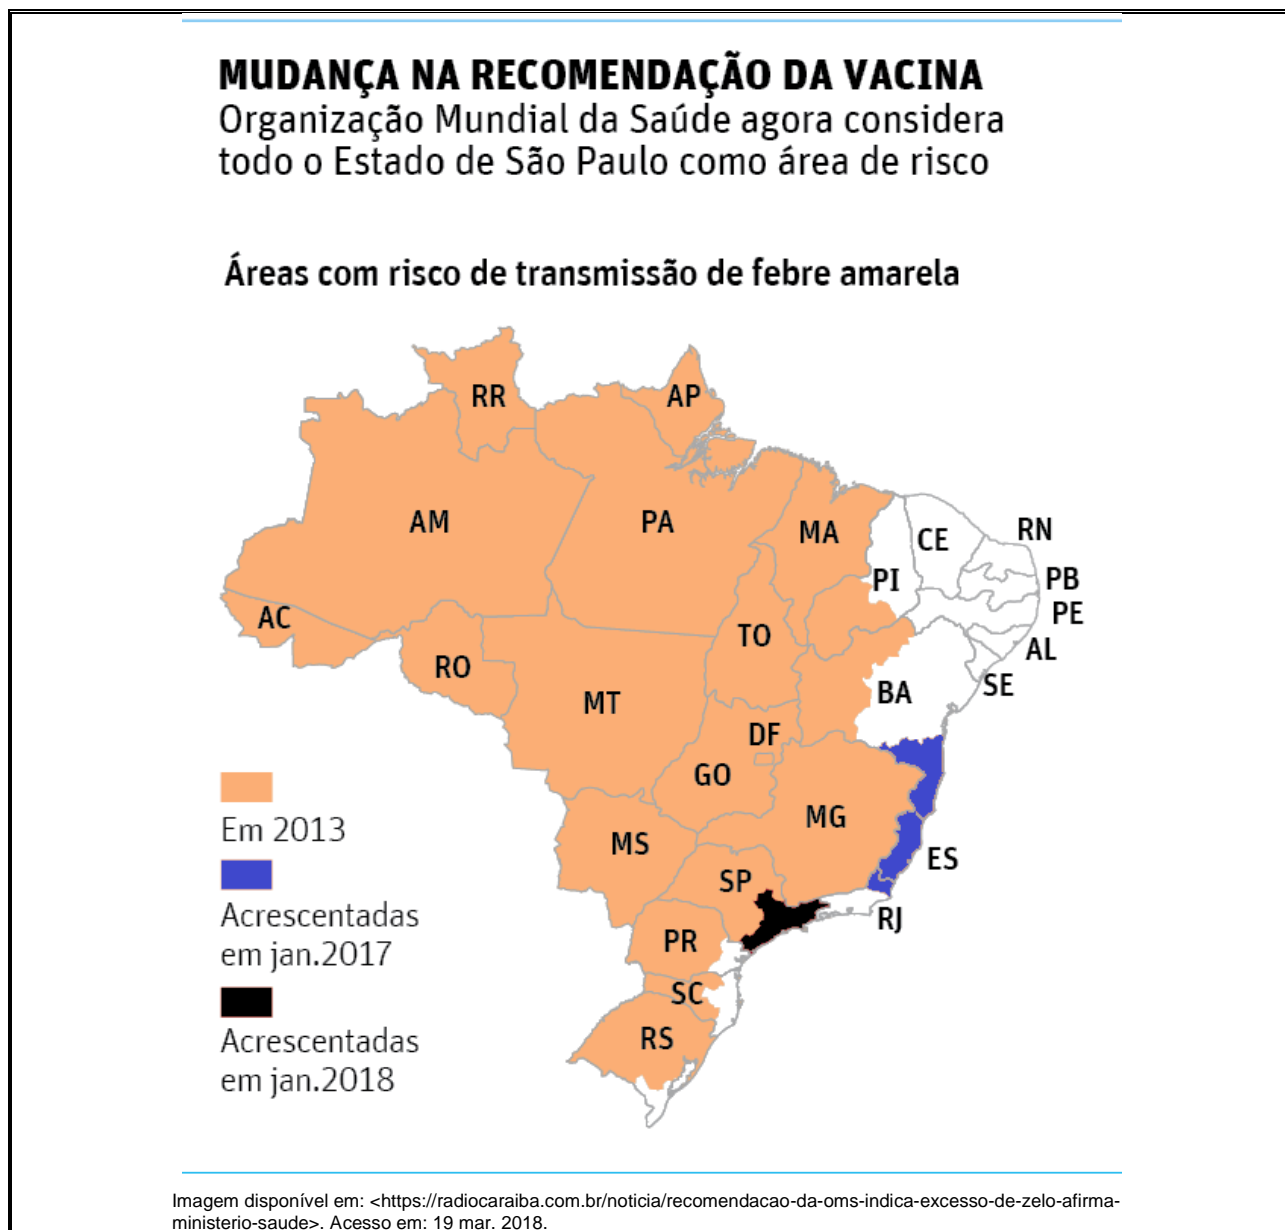 MUDANÇA NA RECOMENDAÇÃO DA VACINA
Organização Mundial da Saúde agora considera
todo o Estado de São Paulo como área de risco
Áreas com risco de transmissão de febre amarela
RR
AP
AM
PA
MA
CE
RN
PI
PB
PE
AC
TO
AL
RO
SE
MT
BA
DF
GO
MG
MS
ES
SP
RJ
PR
SC
RS
Em 2013
Acrescentadas
em jan.2017
Acrescentadas
em jan.2018
Imagem disponível em: <https://radiocaraiba.com.br/noticia/recomendacao-da-oms-indica-excesso-de-zelo-afirma-
ministerio-saude>. Acesso em: 19 mar. 2018.